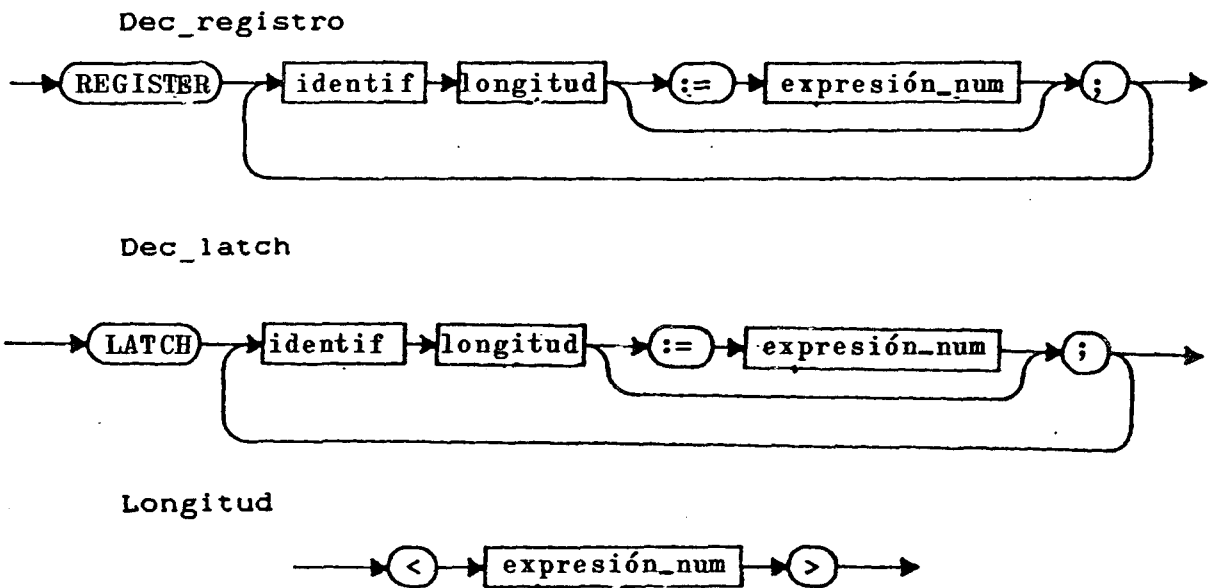 Dec_registro
REGISTER identif longitud := expresión_num ;
Dec_latch
LATCH identif longitud := expresión_num ;
Longitud
< expresión_num >